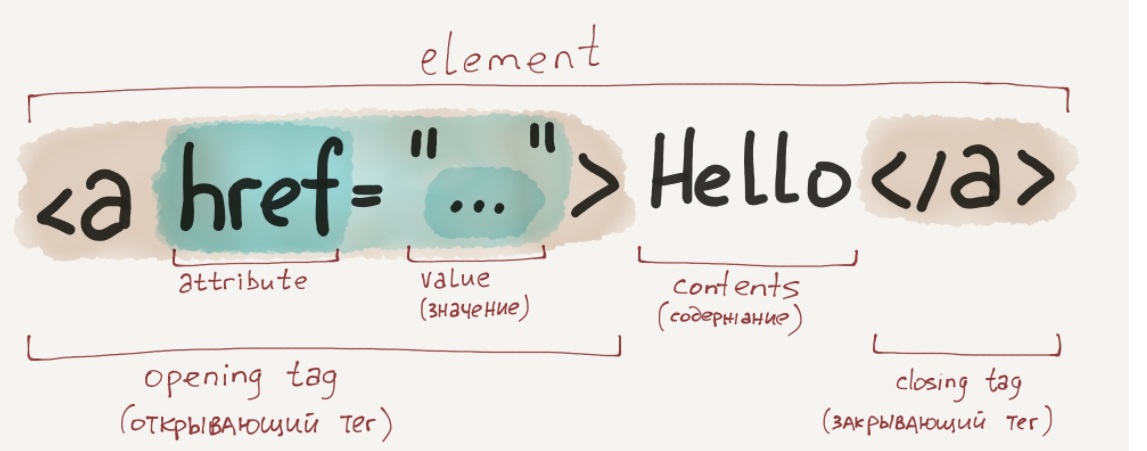 element
<a href= "..."> Hello </a>
attribute
value
(значение)
contents
(содержание)
opening tag
(открывающий тег)
closing tag
(закрывающий тег)